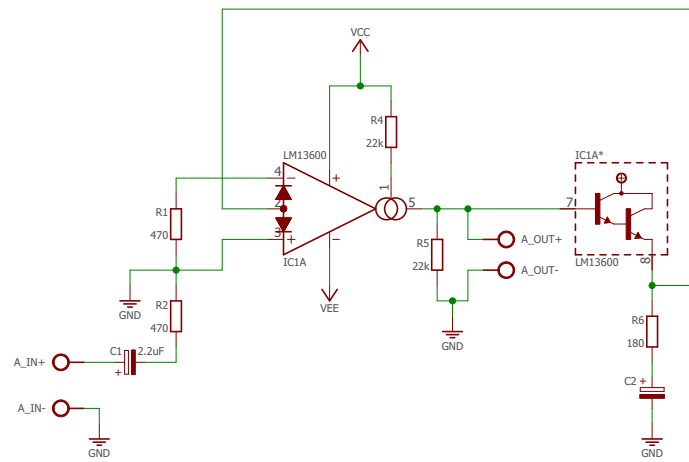 VCC
R4
22k
LM13600
4
−
+
1
2
5
3
+
−
IC1A
R1
470
GND
R2
470
VEE
R5
22k
A_OUT+
A_OUT-
GND
IC1A*
7
LM13600
8
A_IN+
C1
2.2uF
+
A_IN-
GND
R6
180
C2
+
GND